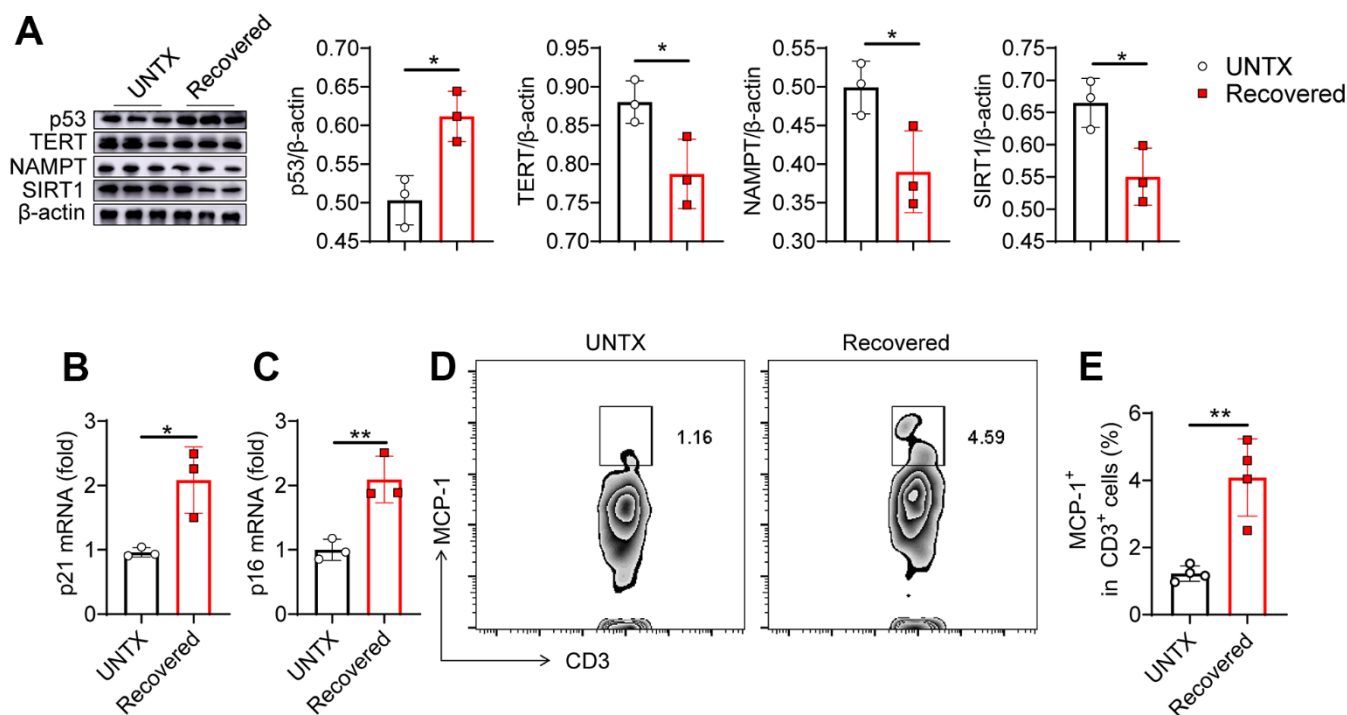 A
UNTX
Recovered
p53
TERT
NAMPT
SIRT1
β-actin
p53/β-actin
0.70
0.65
0.60
0.55
0.50
0.45
*
TERT/β-actin
0.95
0.90
0.85
0.80
0.75
0.70
*
NAMPT/β-actin
0.55
0.50
0.45
0.40
0.35
0.30
*
SIRT1/β-actin
0.75
0.70
0.65
0.60
0.55
0.50
0.45
*
UNTX
Recovered
B
p21 mRNA (fold)
3
2
1
0
*
UNTX
Recovered
C
p16 mRNA (fold)
3
2
1
0
**
UNTX
Recovered
D
UNTX
1.16
Recovered
4.59
MCP-1
CD3
E
MCP-1⁺
in CD3⁺ cells (%)
6
4
2
0
**
UNTX
Recovered